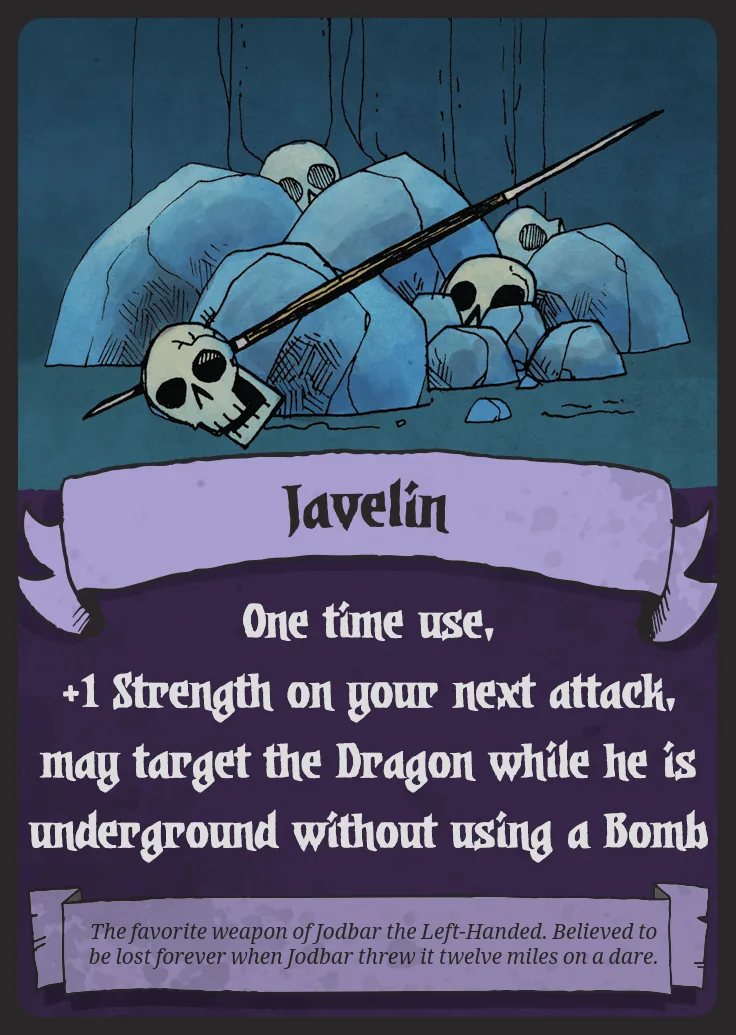 Javelin
One time use,
+1 Strength on your next attack,
may target the Dragon while he is
underground without using a Bomb
The favorite weapon of Jodbar the Left-Handed. Believed to
be lost forever when Jodbar threw it twelve miles on a dare.